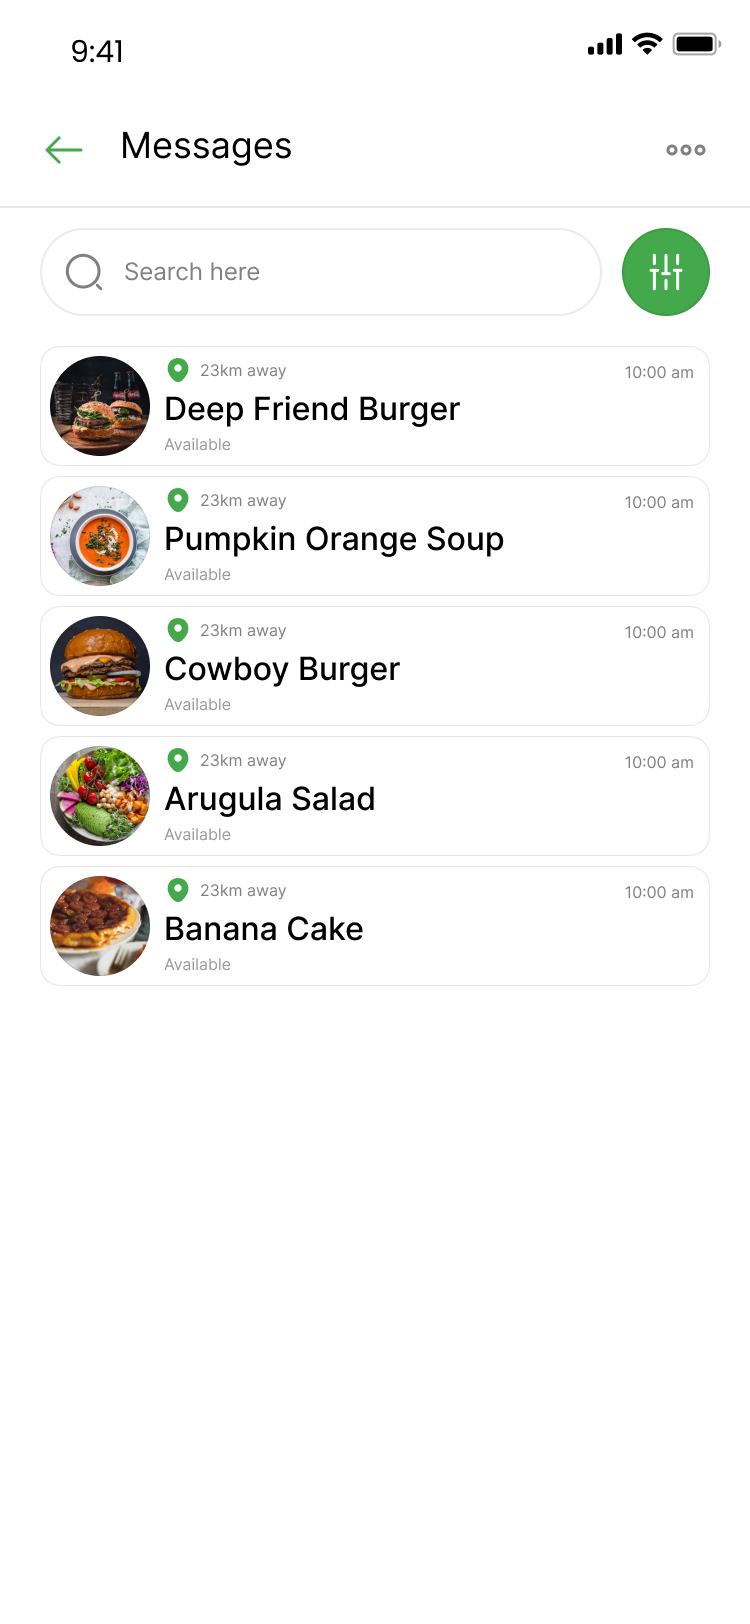 9:41
Messages
Search here
23km away
10:00 am
Deep Friend Burger
Available
23km away
10:00 am
Pumpkin Orange Soup
Available
23km away
10:00 am
Cowboy Burger
Available
23km away
10:00 am
Arugula Salad
Available
23km away
10:00 am
Banana Cake
Available